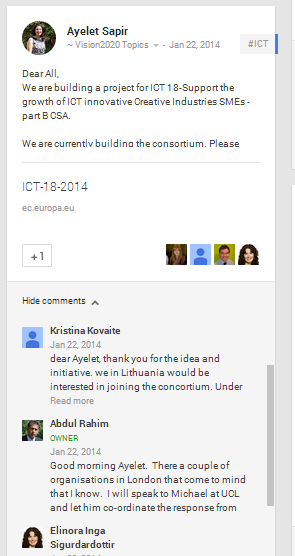 Ayelet Sapir
~ Vision2020 Topics - Jan 22, 2014
#ICT
Dear All,
We are building a project for ICT 18-Support the
growth of ICT innovative Creative Industries SMEs -
part B CSA.
We are currently building the consortium. Please
ICT-18-2014
ec.europa.eu
+1
Hide comments
Kristina Kovaite
Jan 22, 2014
dear Ayelet, thank you for the idea and
initiative. we in Lithuania would be
interested in joining the concortium. Under
Read more
Abdul Rahim
OWNER
Jan 22, 2014
Good morning Ayelet. There a couple of
organisations in London that come to mind
that I know. I will speak to Michael at UCL
and let him co-ordinate the response from
Elinora Inga
Sigurdardottir